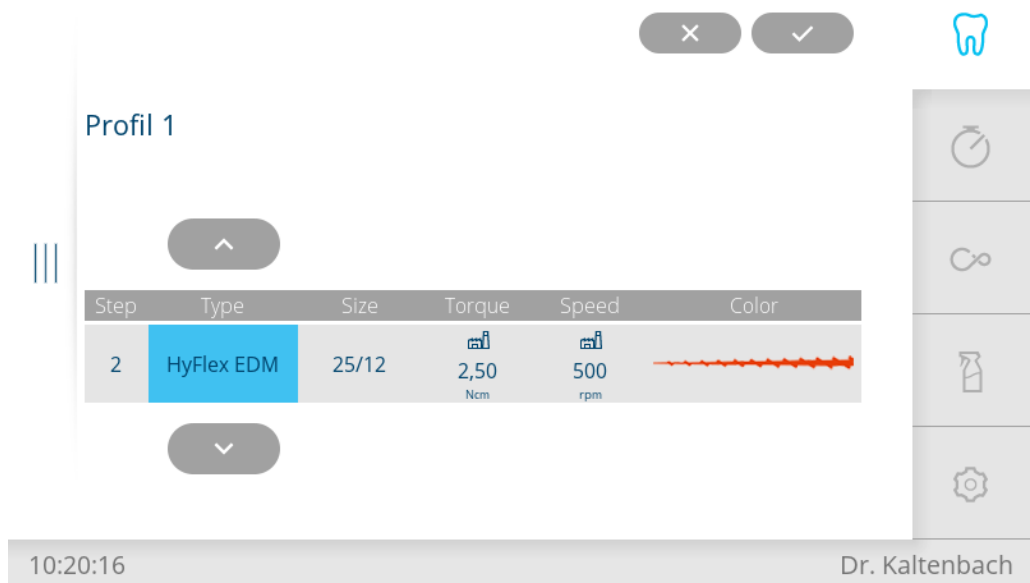 Profil 1
Step Type Size Torque Speed Color
2 HyFlex EDM 25/12 2,50 Ncm 500 rpm
10:20:16 Dr. Kaltenbach